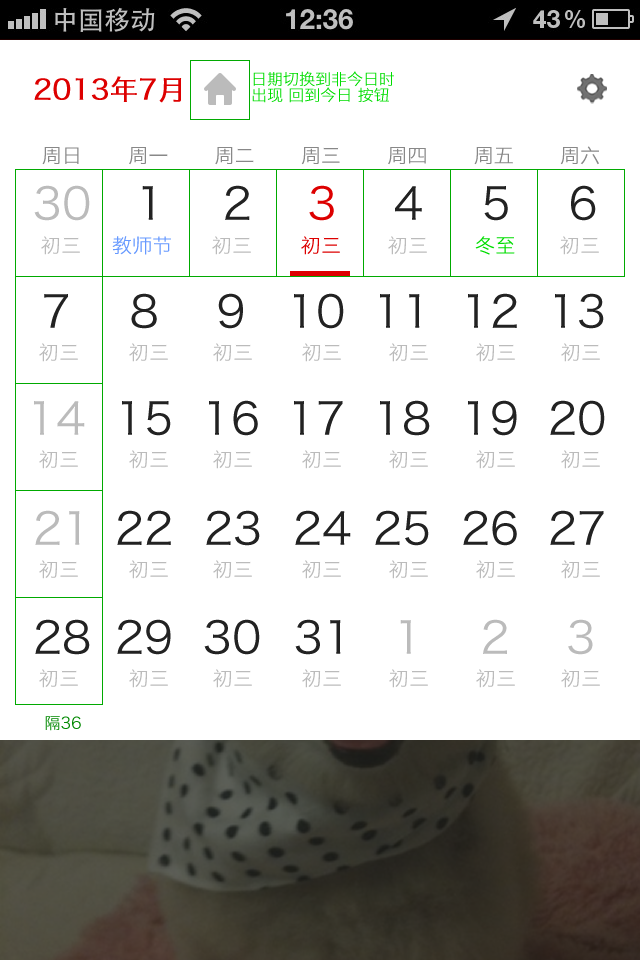 中国移动 12:36 43%
2013年7月
日期切换到非今日时
出现 回到今日 按钮
周日 周一 周二 周三 周四 周五 周六
30 1 2 3 4 5 6
初三 教师节 初三 初三 初三 冬至 初三
7 8 9 10 11 12 13
初三 初三 初三 初三 初三 初三 初三
14 15 16 17 18 19 20
初三 初三 初三 初三 初三 初三 初三
21 22 23 24 25 26 27
初三 初三 初三 初三 初三 初三 初三
28 29 30 31 1 2 3
初三 初三 初三 初三 初三 初三 初三
隔36